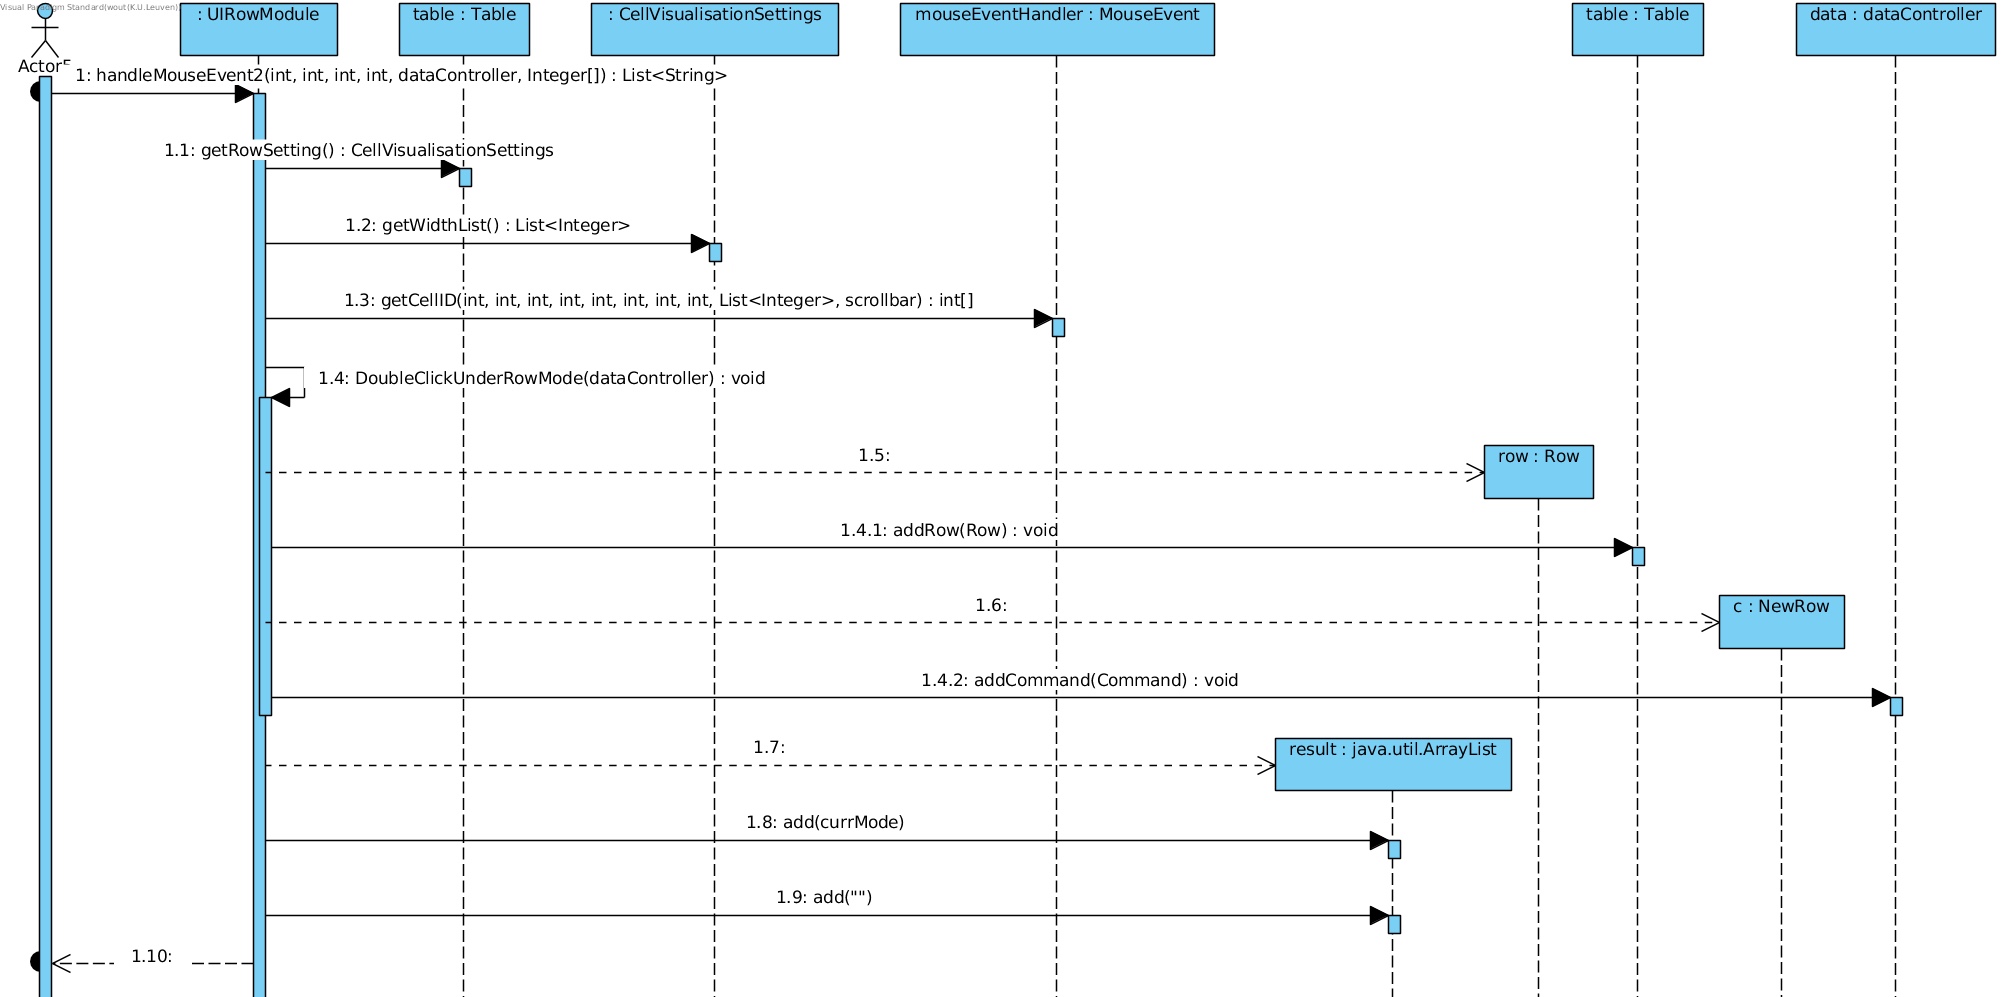 Visual Paradigm Standard(wout(K.U.Leuven))
: UIRowModule
table : Table
: CellVisualisationSettings
mouseEventHandler : MouseEvent
table : Table
data : dataController
1: handleMouseEvent2(int, int, int, int, dataController, Integer[]) : List<String>
1.1: getRowSetting() : CellVisualisationSettings
1.2: getWidthList() : List<Integer>
1.3: getCellID(int, int, int, int, int, int, int, int, List<Integer>, scrollbar) : int[]
1.4: DoubleClickUnderRowMode(dataController) : void
1.5:
row : Row
1.4.1: addRow(Row) : void
1.6:
c : NewRow
1.4.2: addCommand(Command) : void
1.7:
result : java.util.ArrayList
1.8: add(currMode)
1.9: add("")
1.10: